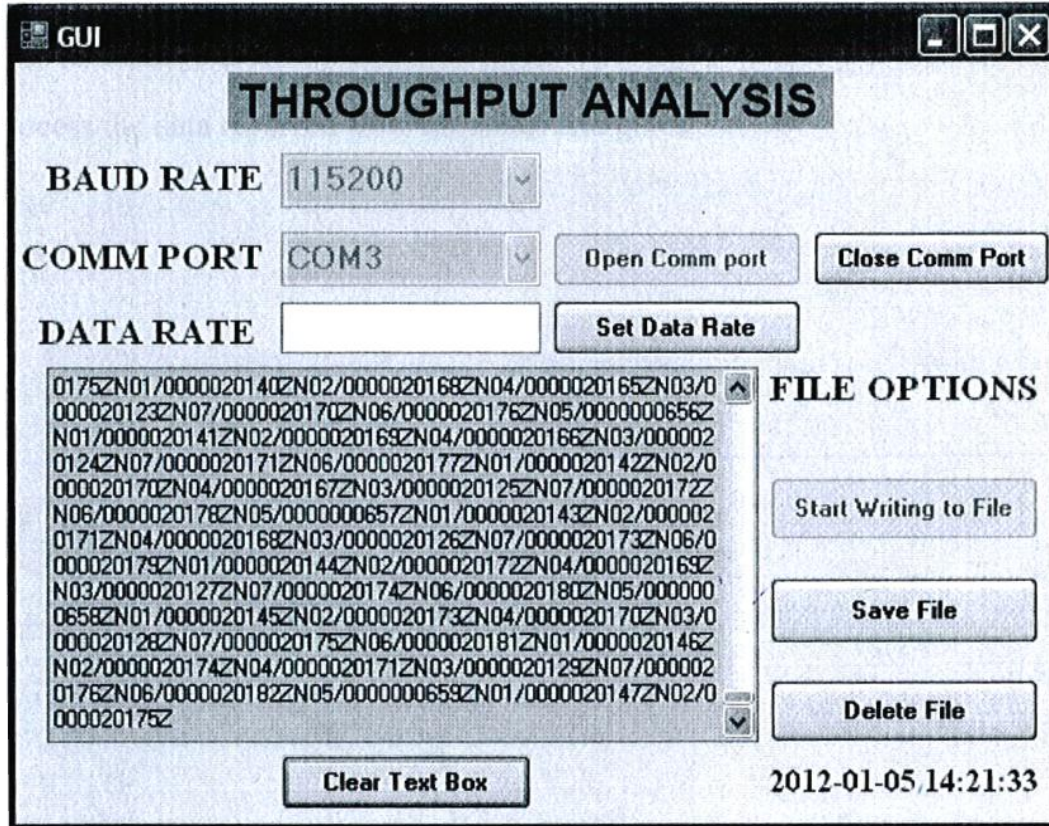 GUI
THROUGHPUT ANALYSIS
BAUD RATE 115200
COMM PORT COM3 Open Comm port Close Comm Port
DATA RATE Set Data Rate
0175ZN01/0000020140ZN02/0000020168ZN04/0000020165ZN03/0
000020123ZN07/0000020170ZN06/0000020176ZN05/0000000656Z
N01/0000020141ZN02/0000020169ZN04/0000020166ZN03/000002
0124ZN07/0000020171ZN06/0000020177ZN01/0000020142ZN02/0
000020170ZN04/0000020167ZN03/0000020125ZN07/0000020172Z
N06/0000020178ZN05/0000000657ZN01/0000020143ZN02/000002
0171ZN04/0000020168ZN03/0000020126ZN07/0000020173ZN06/0
000020179ZN01/0000020144ZN02/0000020172ZN04/0000020169Z
N03/0000020127ZN07/0000020174ZN06/0000020180ZN05/000000
0658ZN01/0000020145ZN02/0000020173ZN04/0000020170ZN03/0
000020128ZN07/0000020175ZN06/0000020181ZN01/0000020146Z
N02/0000020174ZN04/0000020171ZN03/0000020129ZN07/000002
0176ZN06/0000020182ZN05/0000000659ZN01/0000020147ZN02/0
000020175Z
FILE OPTIONS
Start Writing to File
Save File
Delete File
Clear Text Box
2012-01-05,14:21:33